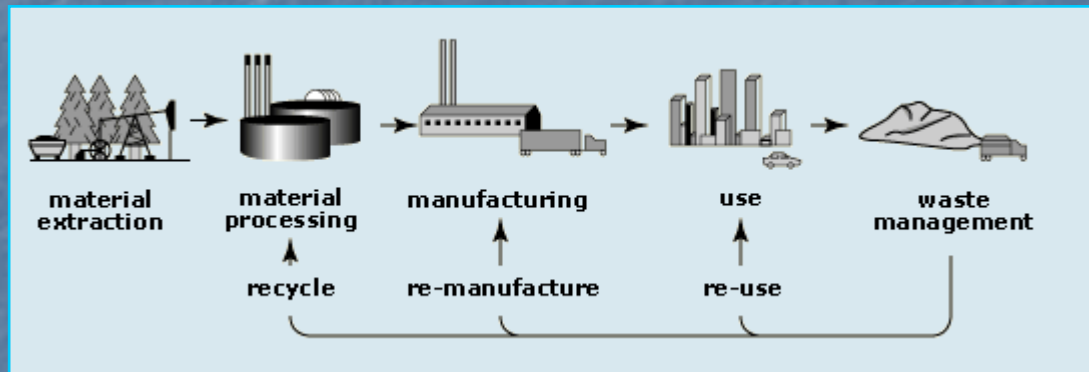 material
extraction
material
processing
manufacturing
use
waste
management
recycle
re-manufacture
re-use